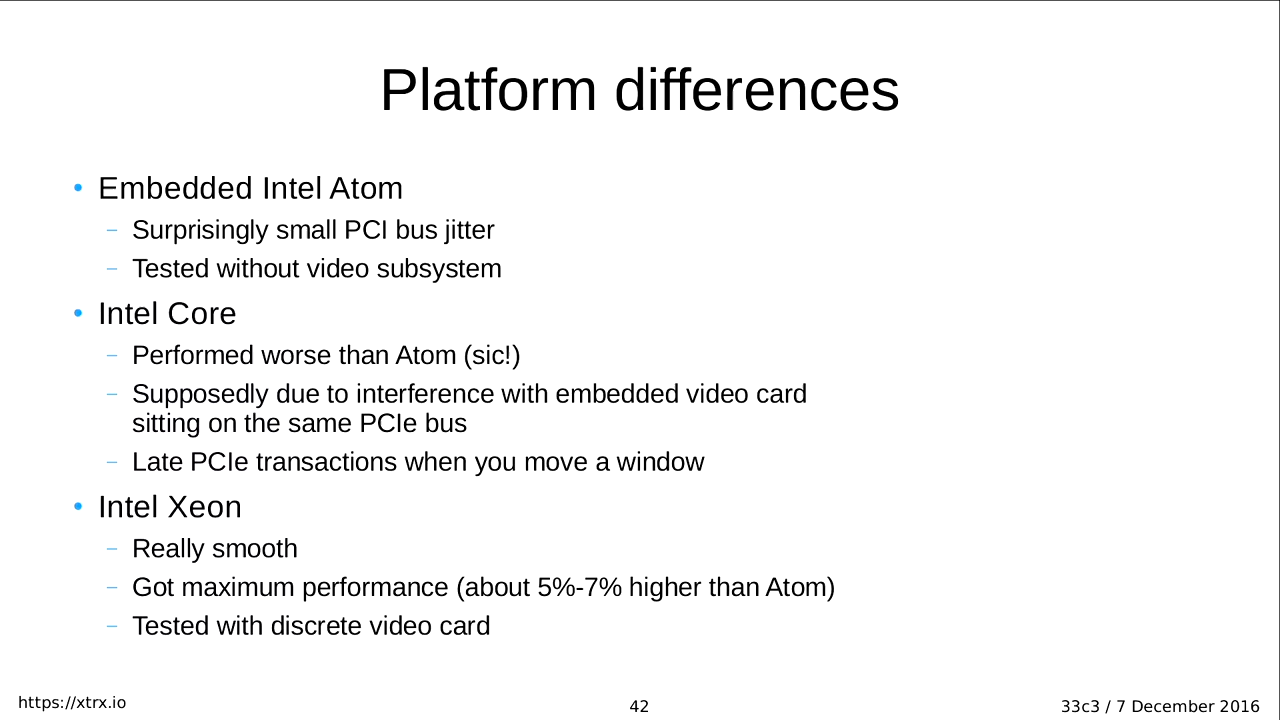 Platform differences
• Embedded Intel Atom
– Surprisingly small PCI bus jitter
– Tested without video subsystem
• Intel Core
– Performed worse than Atom (sic!)
– Supposedly due to interference with embedded video card
sitting on the same PCIe bus
– Late PCIe transactions when you move a window
• Intel Xeon
– Really smooth
– Got maximum performance (about 5%-7% higher than Atom)
– Tested with discrete video card
https://xtrx.io
42
33c3 / 7 December 2016